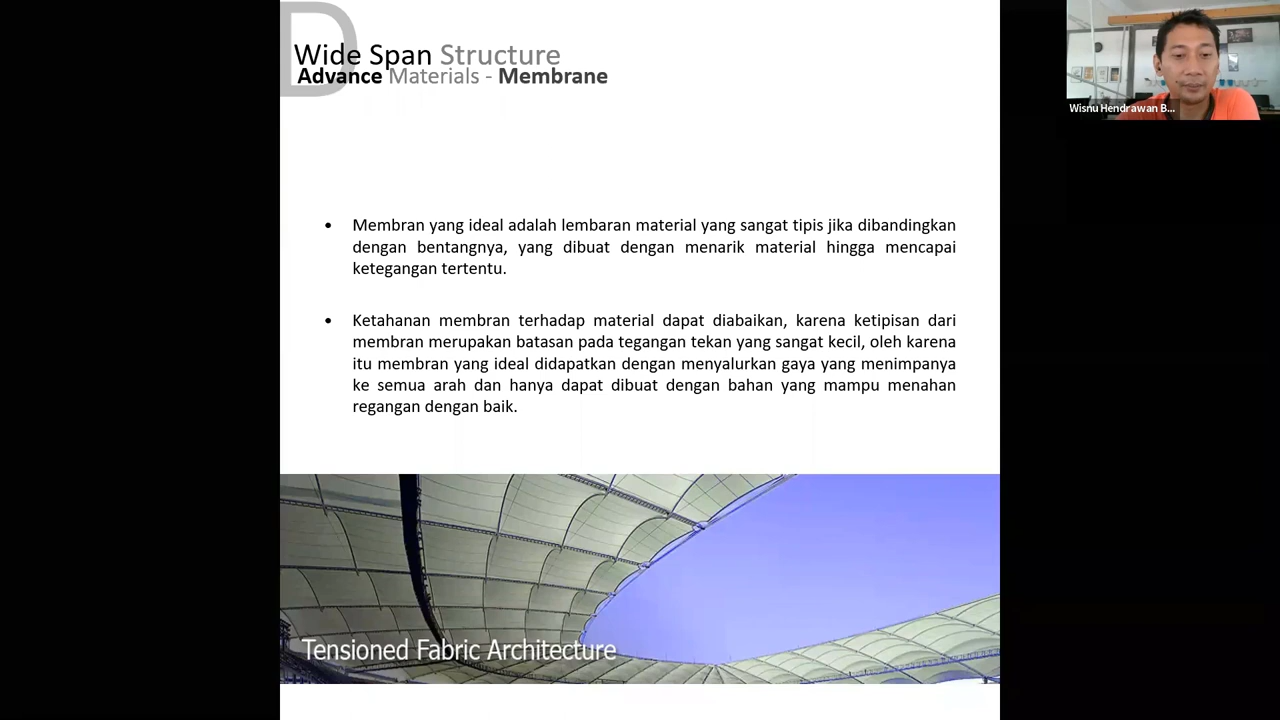 D
Wide Span Structure
Advance Materials - Membrane
Wisnu Hendrawan B...
• Membran yang ideal adalah lembaran material yang sangat tipis jika dibandingkan
dengan bentangnya, yang dibuat dengan menarik material hingga mencapai
ketegangan tertentu.
• Ketahanan membran terhadap material dapat diabaikan, karena ketipisan dari
membran merupakan batasan pada tegangan tekan yang sangat kecil, oleh karena
itu membran yang ideal didapatkan dengan menyalurkan gaya yang menimpanya
ke semua arah dan hanya dapat dibuat dengan bahan yang mampu menahan
regangan dengan baik.
Tensioned Fabric Architecture